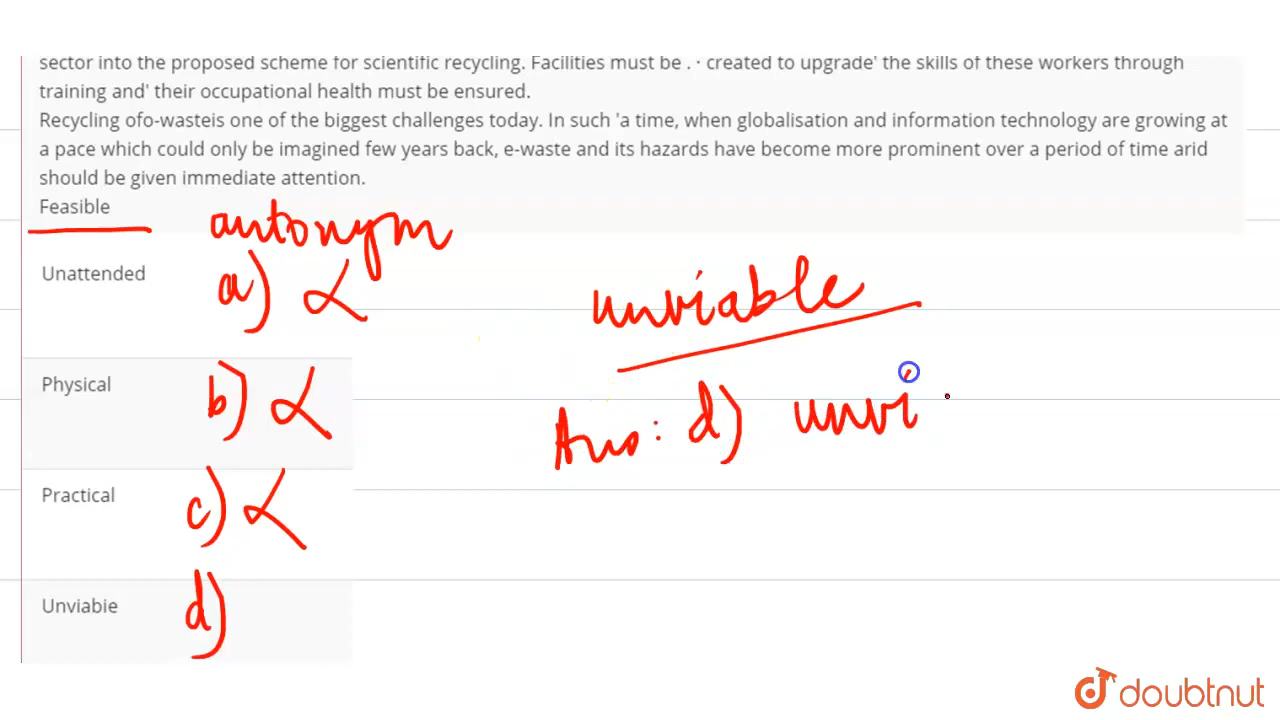 sector into the proposed scheme for scientific recycling. Facilities must be . · created to upgrade' the skills of these workers through
training and' their occupational health must be ensured.
Recycling ofo-wasteis one of the biggest challenges today. In such 'a time, when globalisation and information technology are growing at
a pace which could only be imagined few years back, e-waste and its hazards have become more prominent over a period of time arid
should be given immediate attention.
Feasible
antonym
Unattended
a)
unviable
Physical
b)
Ans: d) unvi
Practical
c)
Unviabie
d)
doubtnut